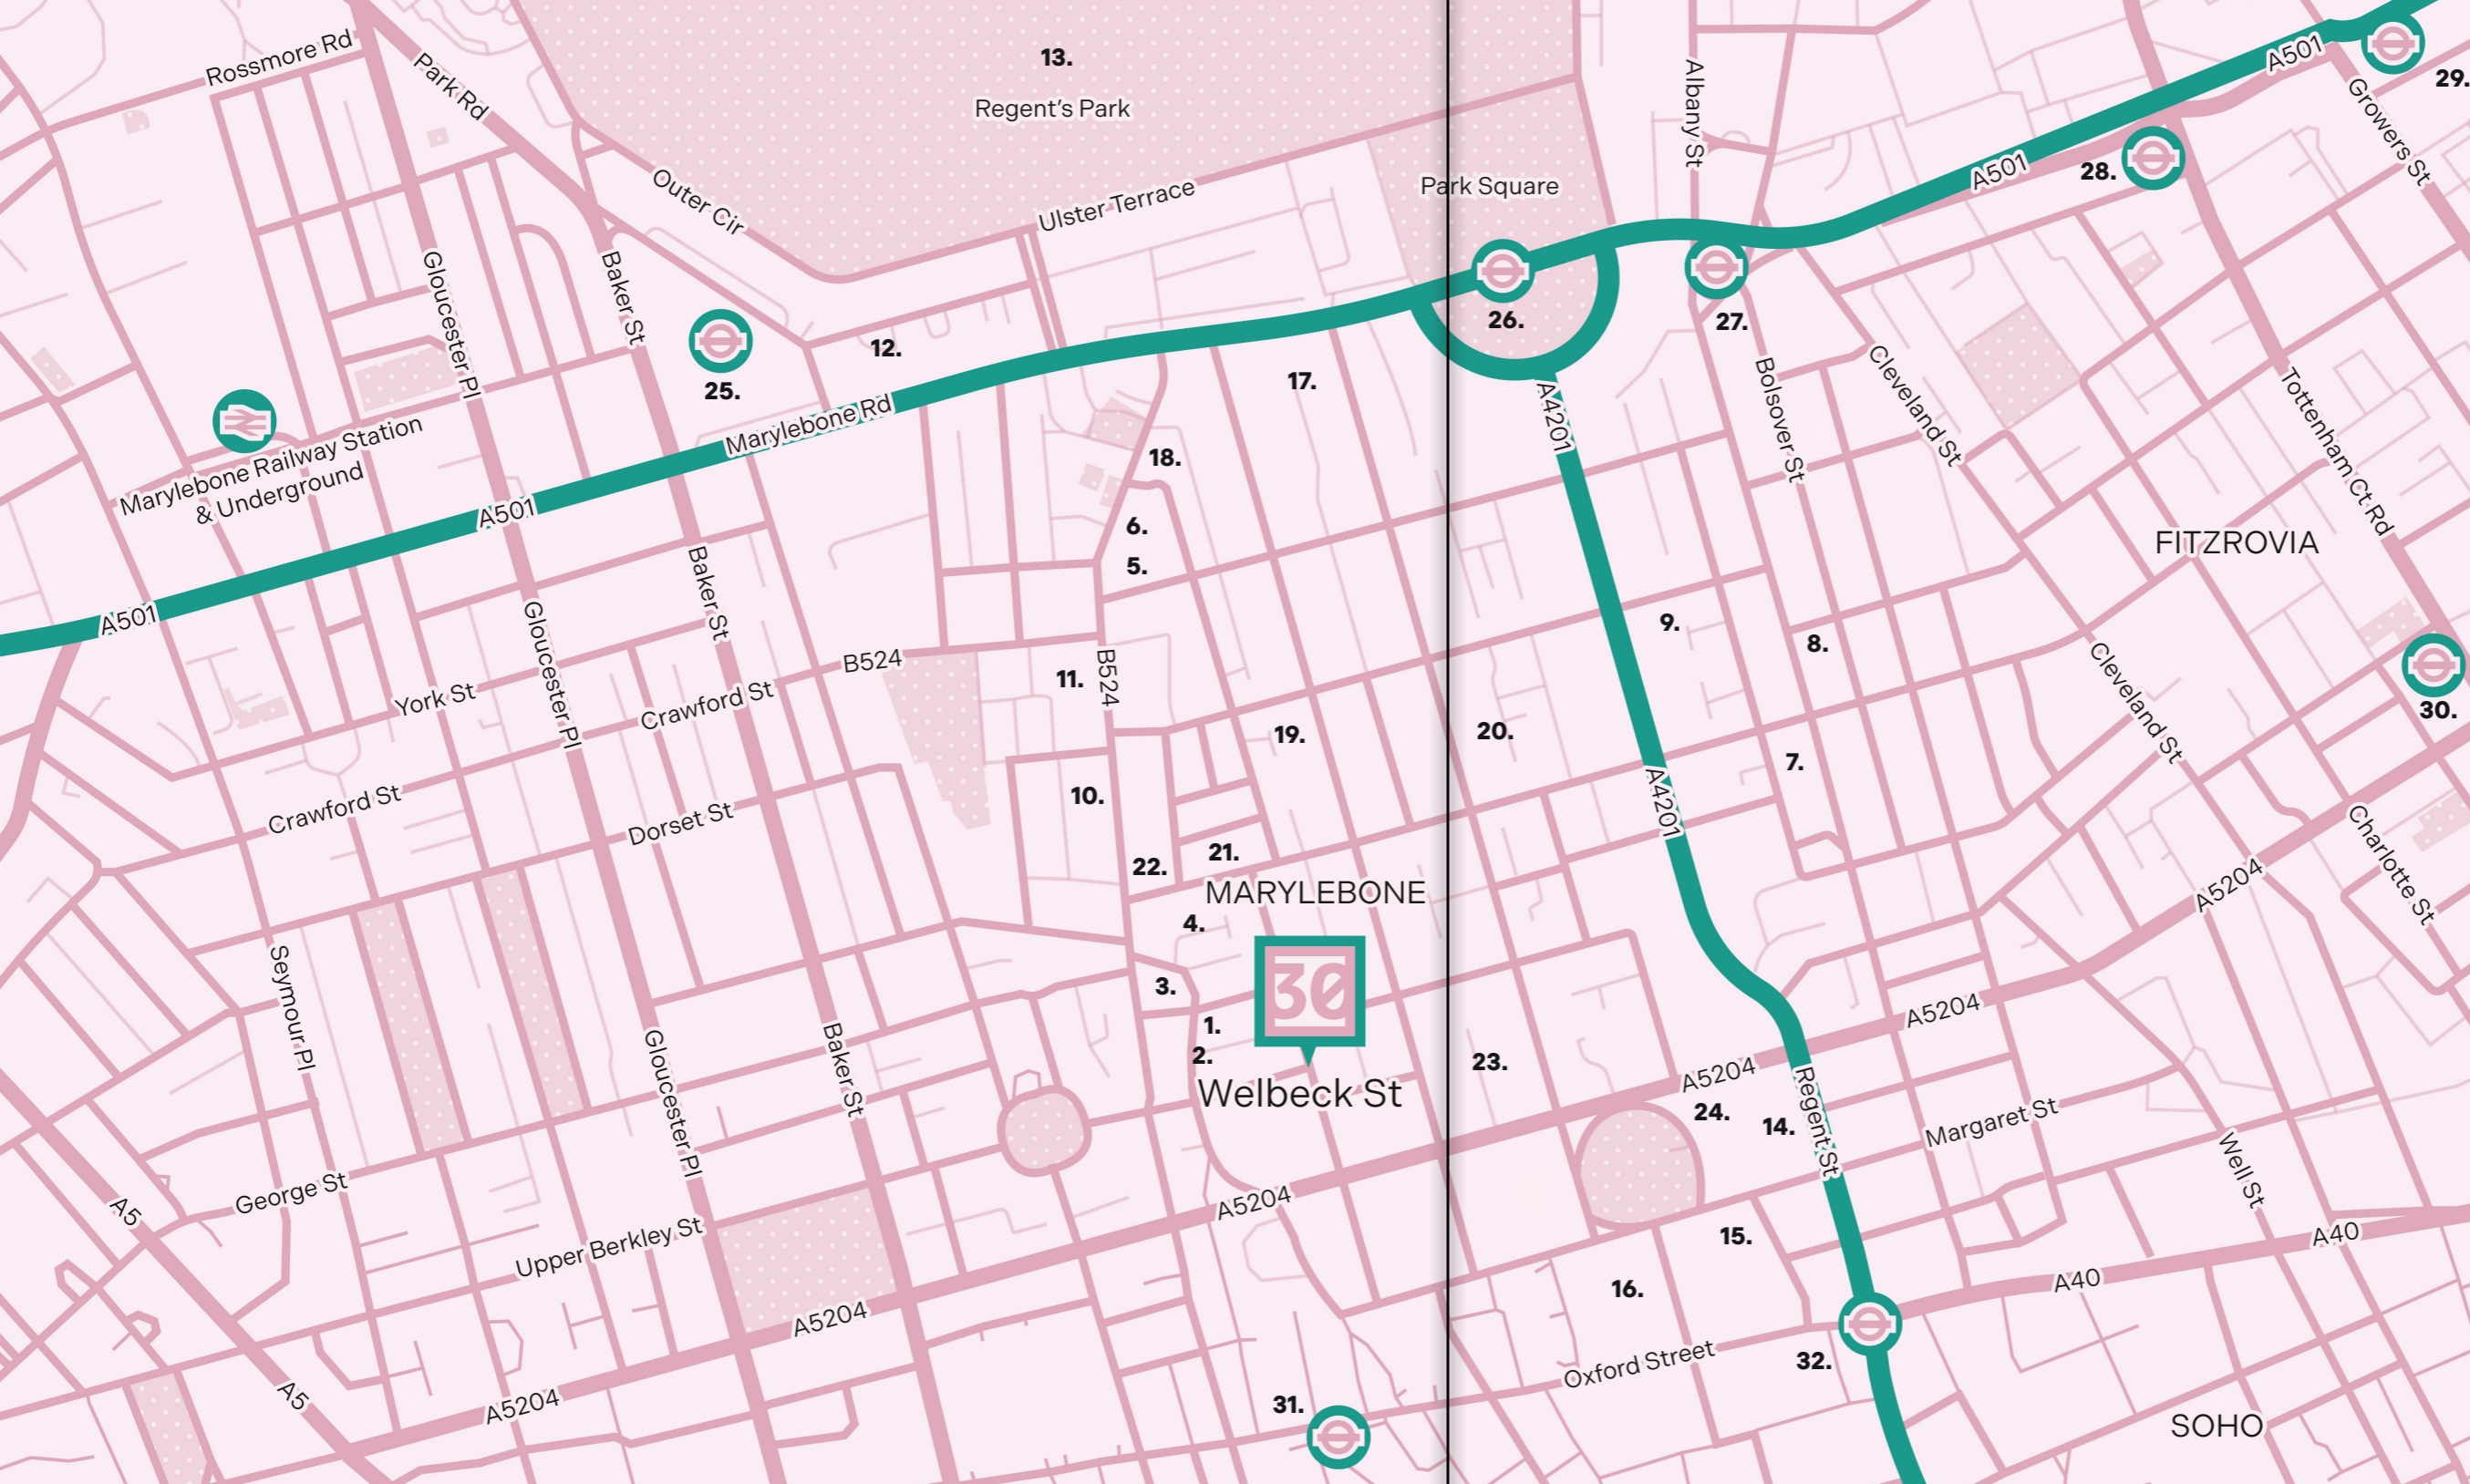 Rossmore Rd
Park Rd
13.
Regent's Park
Albany St
A501
Growers St
29.
Outer Cir
Ulster Terrace
Park Square
A501
28.
Gloucester Pl
Baker St
25.
12.
17.
26.
27.
Bolsover St
Cleveland St
Tottenham Ct Rd
A4201
Marylebone Rd
Marylebone Railway Station
& Underground
A501
A501
18.
6.
5.
FITZROVIA
Gloucester Pl
Baker St
B524
B524
11.
9.
8.
Cleveland St
30.
York St
Crawford St
19.
20.
7.
A4201
Crawford St
Dorset St
10.
22.
21.
MARYLEBONE
4.
A5204
Charlotte St
Seymour Pl
3.
30
1.
2.
Welbeck St
23.
A5204
A5204
Gloucester Pl
Baker St
24.
14.
Regent St
Margaret St
Well St
A5
George St
Upper Berkley St
A5204
15.
A40
A40
16.
A5204
Oxford Street
32.
A5
A5204
31.
SOHO